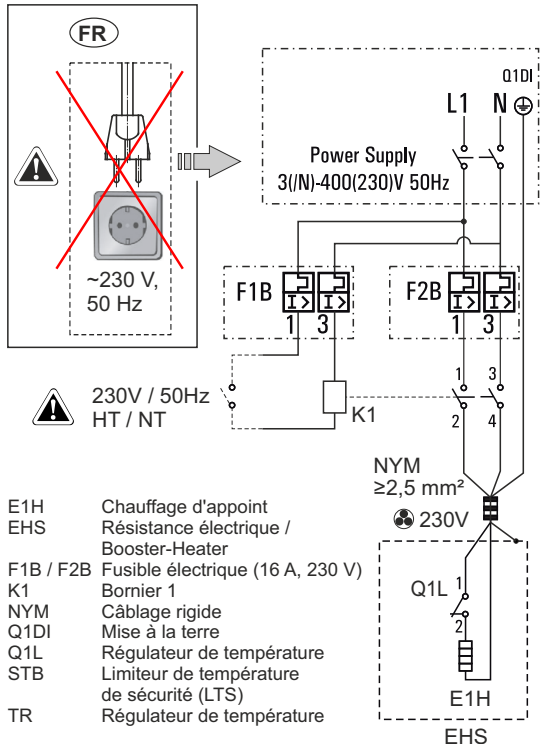 FR
~230 V,
50 Hz
Q1DI
L1 N
Power Supply
3(/N)-400(230)V 50Hz
F1B
I> I>
1 3
F2B
I> I>
1 3
230V / 50Hz
HT / NT
K1
1 3
2 4
NYM
≥2,5 mm²
230V
Q1L
1
2
E1H
EHS
E1H Chauffage d'appoint
EHS Résistance électrique /
Booster-Heater
F1B / F2B Fusible électrique (16 A, 230 V)
K1 Bornier 1
NYM Câblage rigide
Q1DI Mise à la terre
Q1L Régulateur de température
STB Limiteur de température
de sécurité (LTS)
TR Régulateur de température